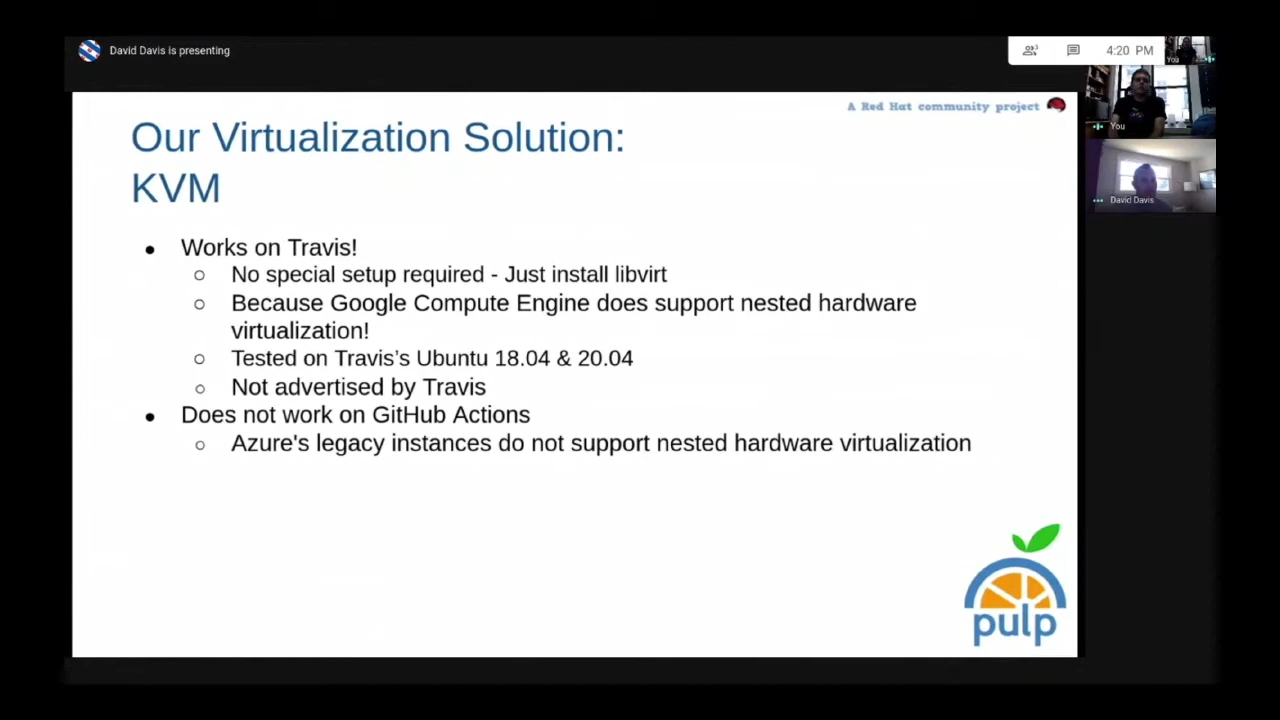 David Davis is presenting
3
4:20 PM
You
You
David Davis
A Red Hat community project
Our Virtualization Solution:
KVM
● Works on Travis!
○ No special setup required - Just install libvirt
○ Because Google Compute Engine does support nested hardware
virtualization!
○ Tested on Travis’s Ubuntu 18.04 & 20.04
○ Not advertised by Travis
● Does not work on GitHub Actions
○ Azure's legacy instances do not support nested hardware virtualization
pulp